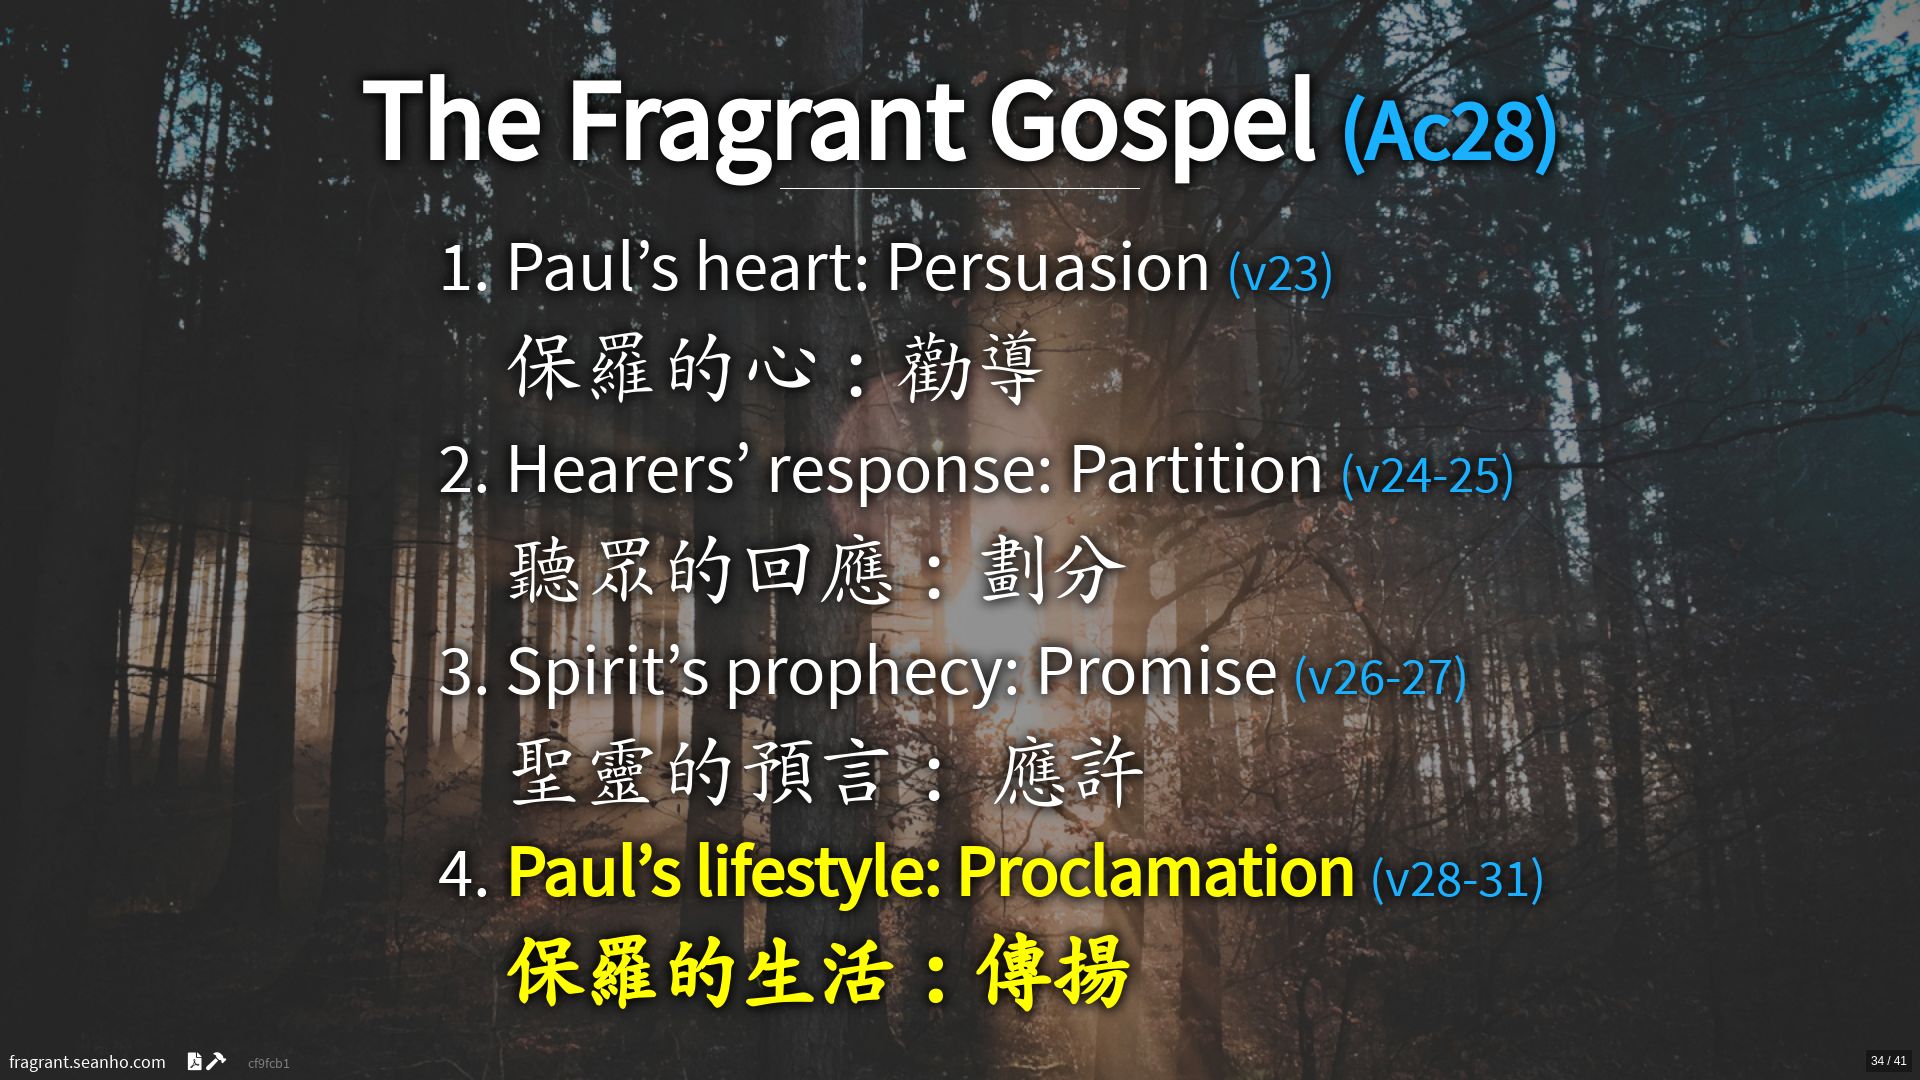 The Fragrant Gospel (Ac28)
1. Paul’s heart: Persuasion (v23)
保羅的心：勸導
2. Hearers’ response: Partition (v24-25)
聽眾的回應：劃分
3. Spirit’s prophecy: Promise (v26-27)
聖靈的預言： 應許
4. Paul’s lifestyle: Proclamation (v28-31)
保羅的生活：傳揚
fragrant.seanho.com cf9fcb1
34 / 41